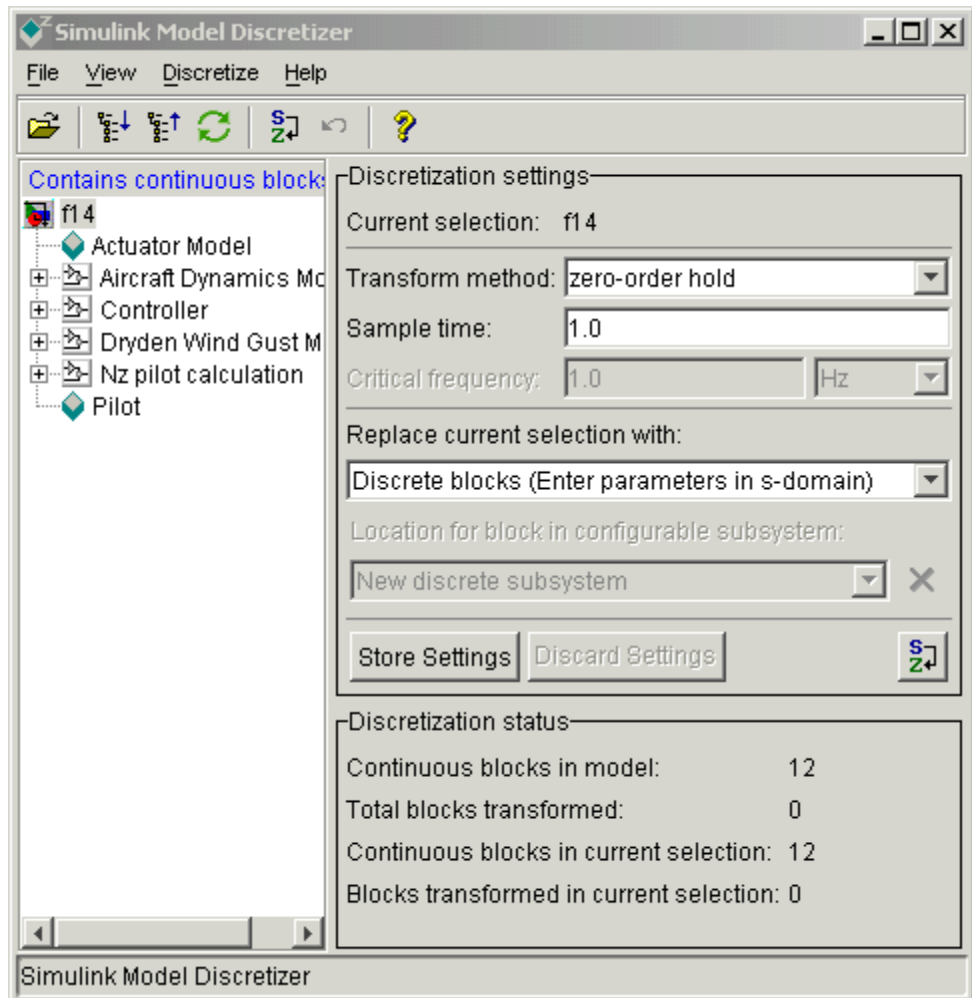 Simulink Model Discretizer
File View Discretize Help
Contains continuous block
f14
Actuator Model
Aircraft Dynamics Mo
Controller
Dryden Wind Gust M
Nz pilot calculation
Pilot
Discretization settings
Current selection: f14
Transform method: zero-order hold
Sample time: 1.0
Critical frequency: 1.0 Hz
Replace current selection with:
Discrete blocks (Enter parameters in s-domain)
Location for block in configurable subsystem:
New discrete subsystem
Store Settings Discard Settings
Discretization status
Continuous blocks in model: 12
Total blocks transformed: 0
Continuous blocks in current selection: 12
Blocks transformed in current selection: 0
Simulink Model Discretizer